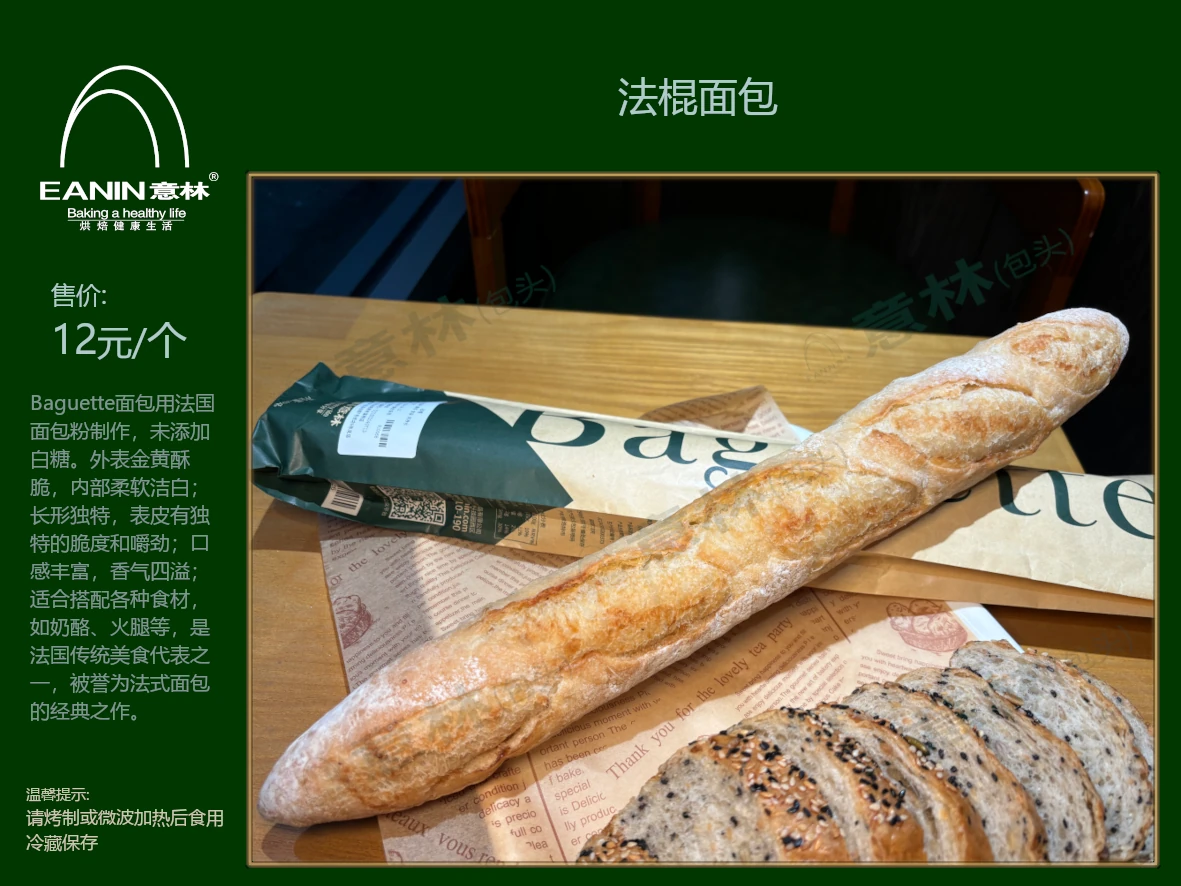 法棍面包
EANIN意林®
Baking a healthy life
烘焙健康生活
售价:
12元/个
Baguette面包用法国
面包粉制作，未添加
白糖。外表金黄酥
脆，内部柔软洁白；
长形独特，表皮有独
特的脆度和嚼劲；口
感丰富，香气四溢；
适合搭配各种食材，
如奶酪、火腿等，是
法国传统美食代表之
一，被誉为法式面包
的经典之作。
温馨提示:
请烤制或微波加热后食用
冷藏保存
意林(包头)
意林(包头)
Bag
tte
Thank you for the lovely tea party